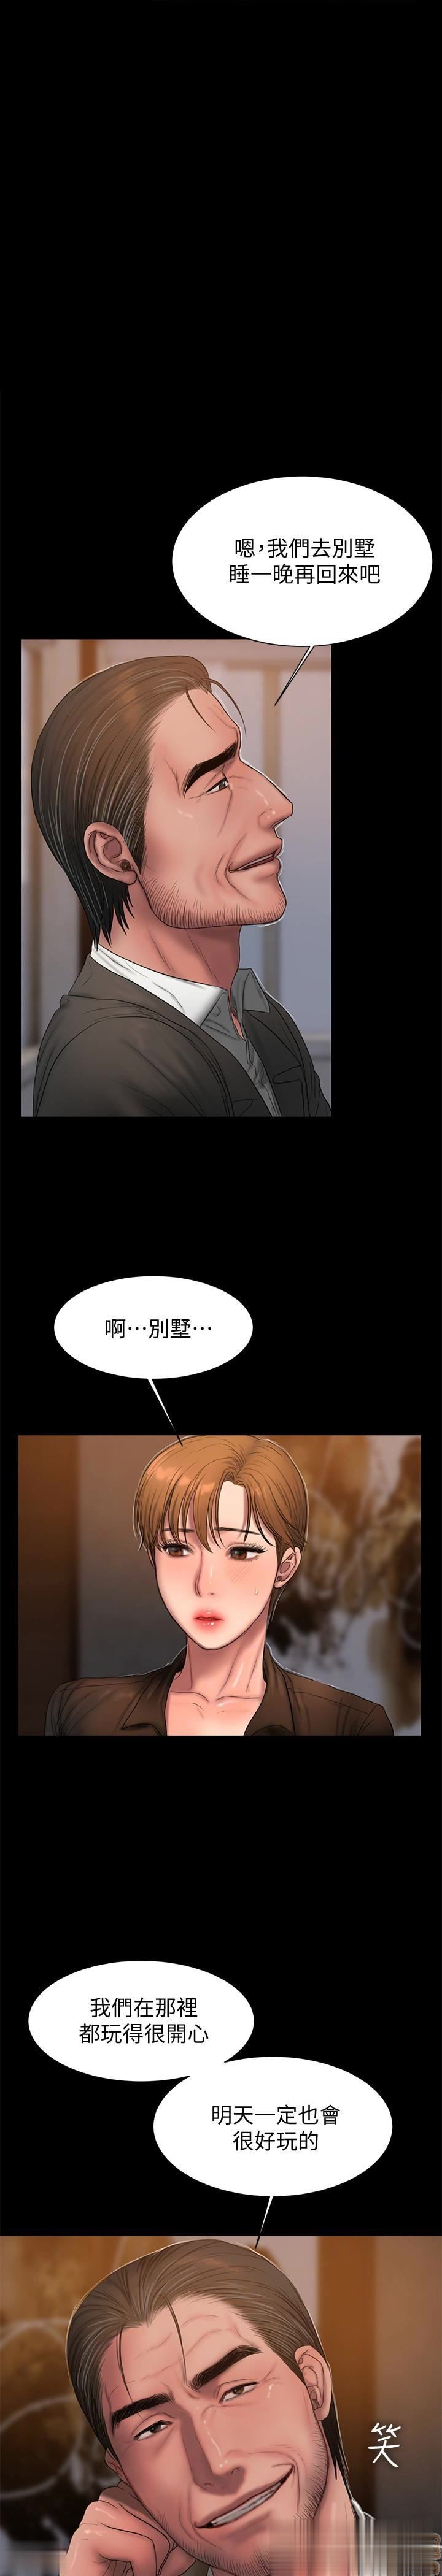 嗯，我們去別墅
睡一晚再回來吧
啊⋯別墅⋯
我們在那裡
都玩得很開心
明天一定也會
很好玩的
笑